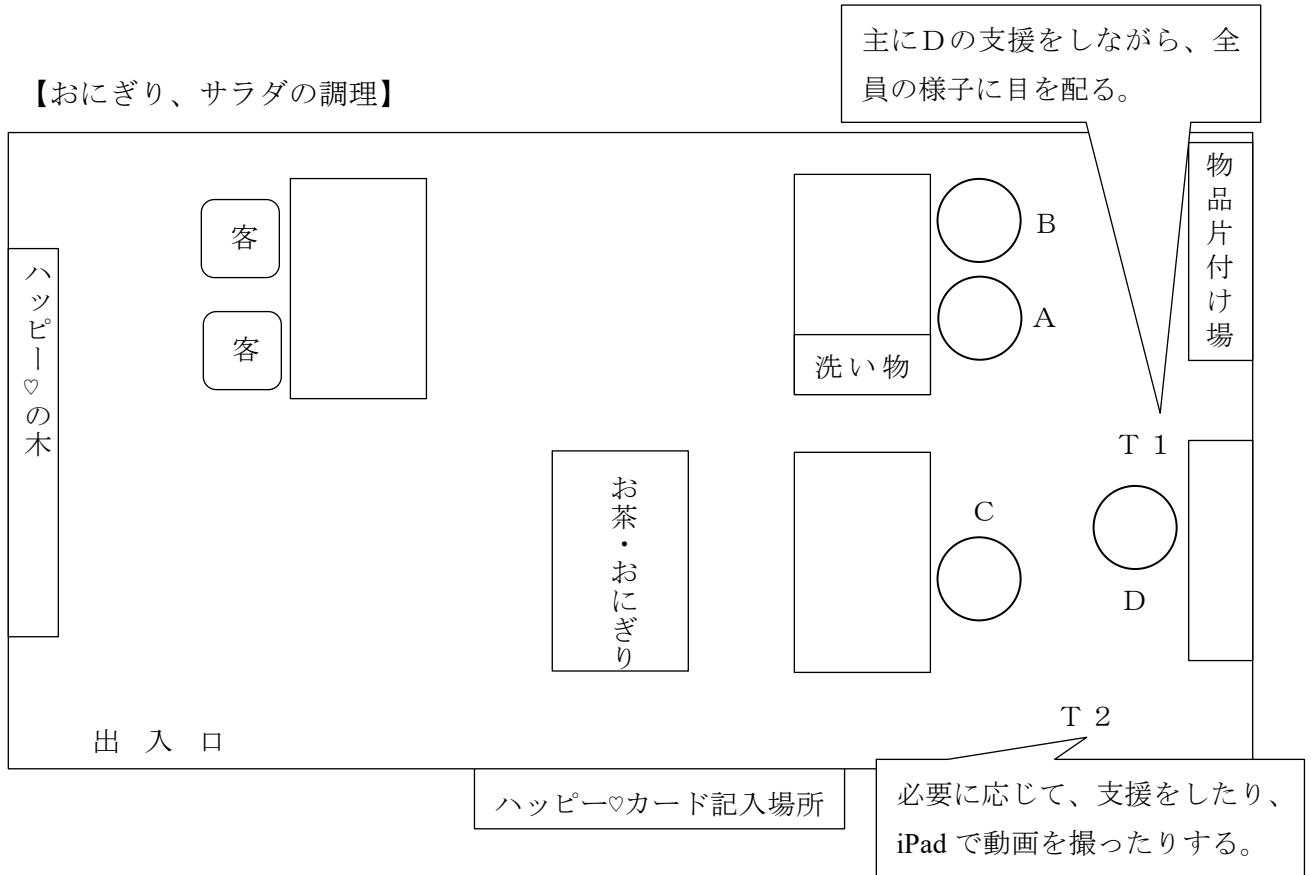 主にＤの支援をしながら、全
員の様子に目を配る。
【おにぎり、サラダの調理】
物品片付け場
客
Ｂ
ハッピー♡の木
Ａ
客
洗い物
Ｔ１
お茶・おにぎり
Ｃ
Ｄ
Ｔ２
出入口
ハッピー♡カード記入場所
必要に応じて、支援をしたり、
iPad で動画を撮ったりする。